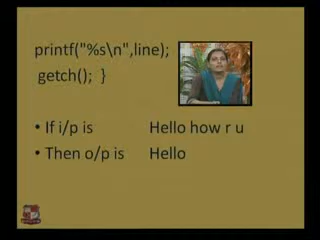 printf("%s\n",line);
getch(); }
• If i/p is Hello how r u
• Then o/p is Hello